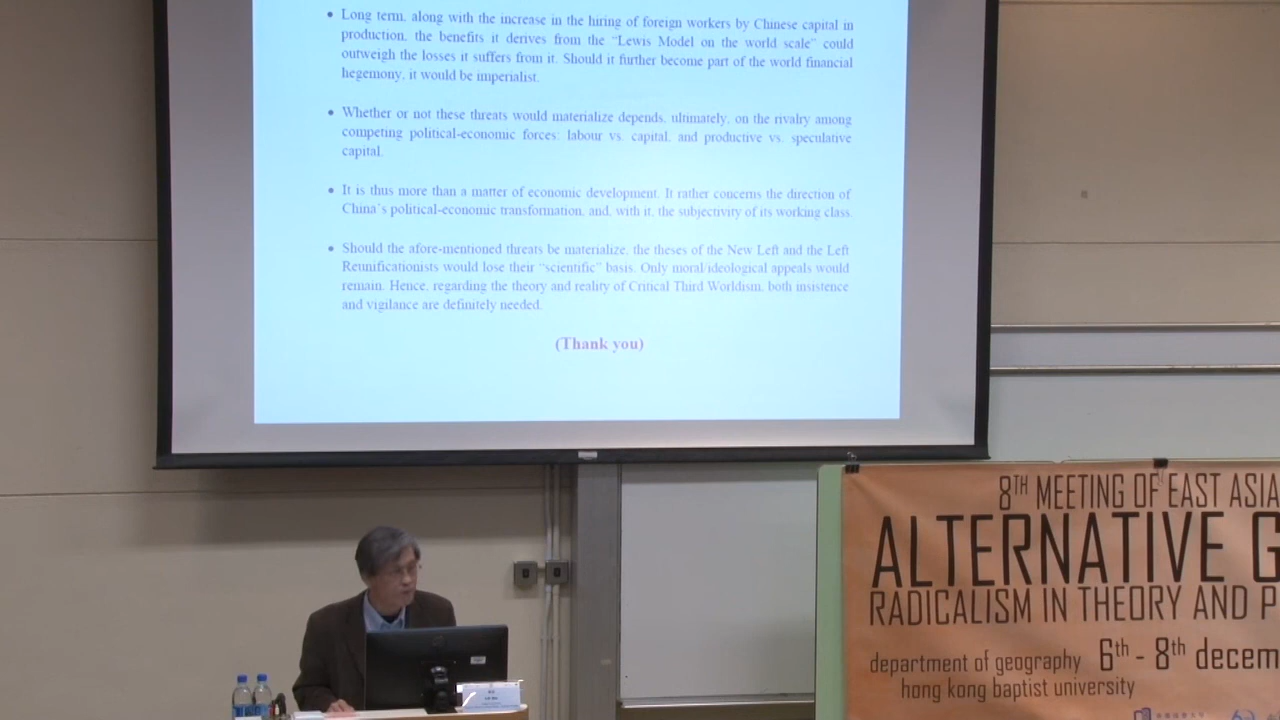 • Long term, along with the increase in the hiring of foreign workers by Chinese capital in
production, the benefits it derives from the “Lewis Model on the world scale” could
outweigh the losses it suffers from it. Should it further become part of the world financial
hegemony, it would be imperialist.
• Whether or not these threats would materialize depends, ultimately, on the rivalry among
competing political-economic forces: labour vs. capital, and productive vs. speculative
capital.
• It is thus more than a matter of economic development. It rather concerns the direction of
China's political-economic transformation, and, with it, the subjectivity of its working class.
• Should the afore-mentioned threats be materialize, the theses of the New Left and the Left
Reunificationists would lose their “scientific” basis. Only moral/ideological appeals would
remain. Hence, regarding the theory and reality of Critical Third Worldism, both insistence
and vigilance are definitely needed.
(Thank you)
8TH MEETING OF EAST ASIA
ALTERNATIVE G
RADICALISM IN THEORY AND P
6th - 8th decem
department of geography
hong kong baptist university